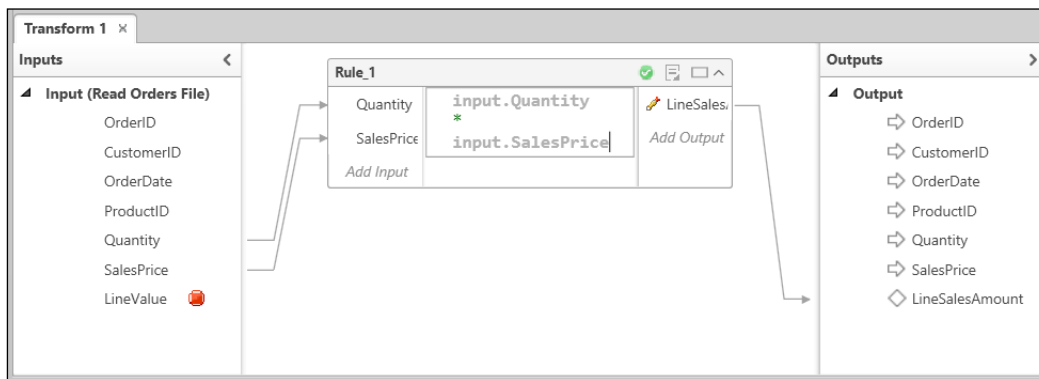 Transform 1
Inputs
Input (Read Orders File)
OrderID
CustomerID
OrderDate
ProductID
Quantity
SalesPrice
LineValue
Rule_1
Quantity
SalesPrice
Add Input
input.Quantity
*
input.SalesPrice
LineSales
Add Output
Outputs
Output
OrderID
CustomerID
OrderDate
ProductID
Quantity
SalesPrice
LineSalesAmount